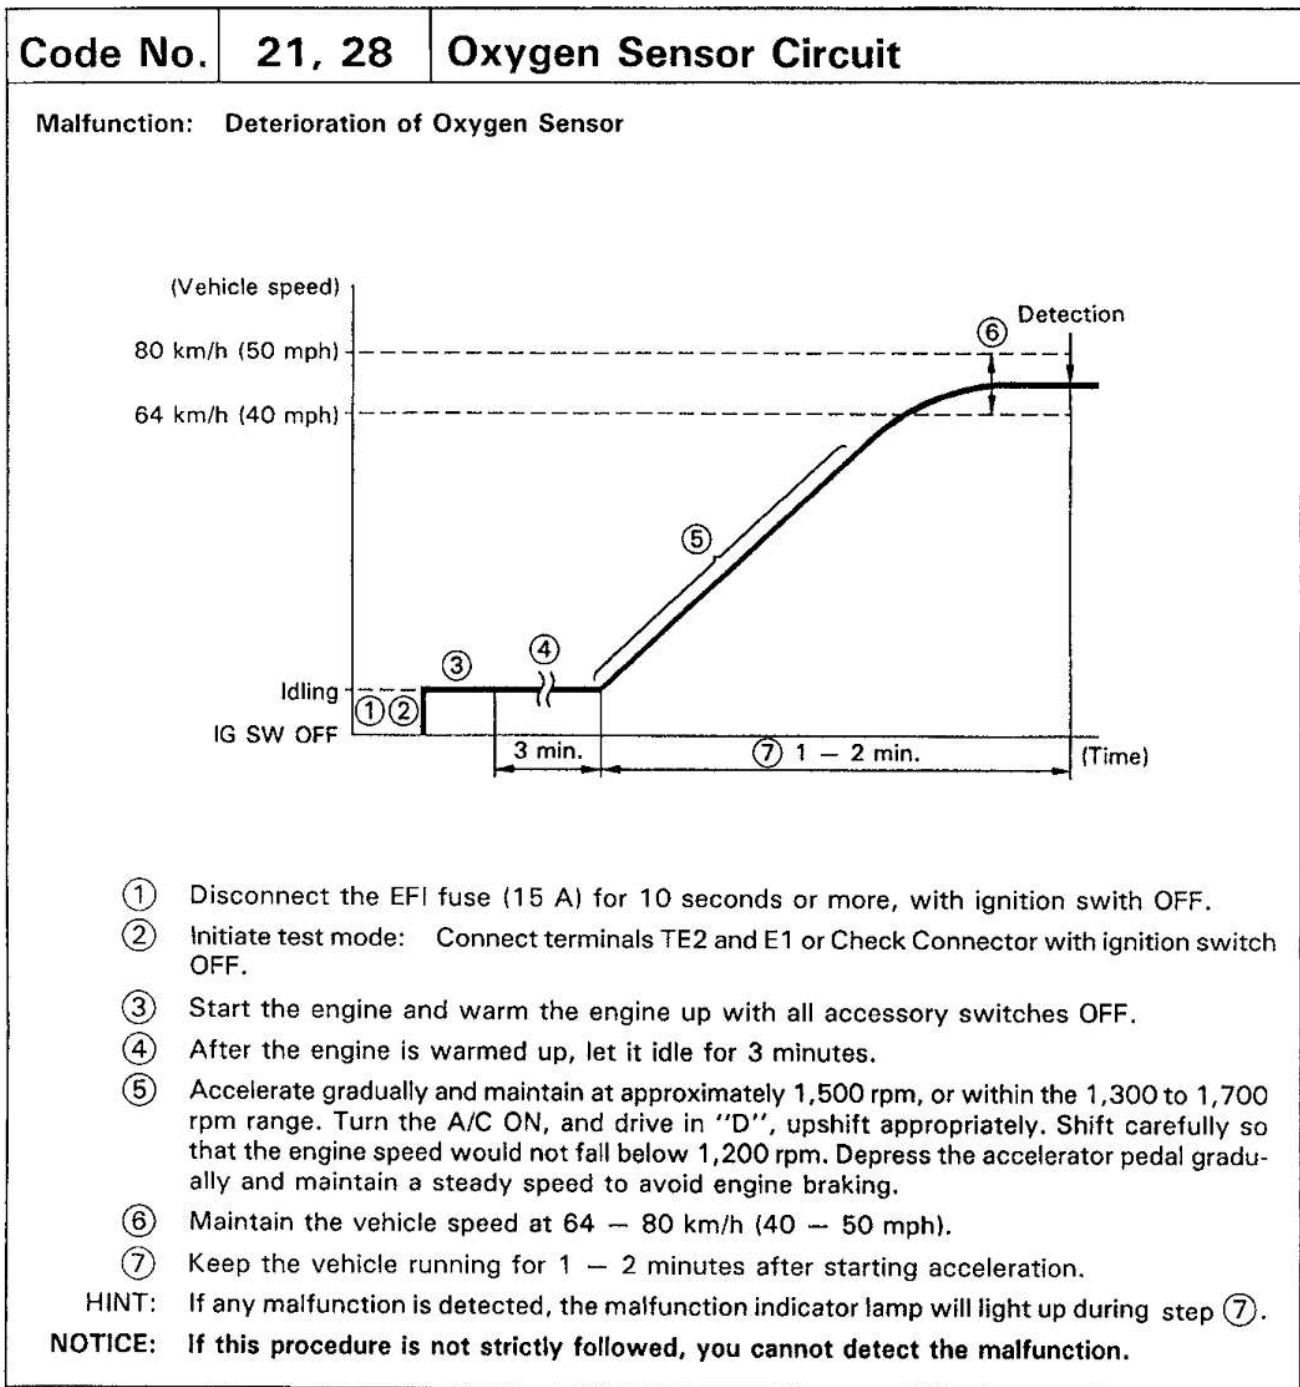 Code No. 21, 28 Oxygen Sensor Circuit
Malfunction: Deterioration of Oxygen Sensor
(Vehicle speed)
Detection
⑥
80 km/h (50 mph)
64 km/h (40 mph)
⑤
④
③
Idling
① ②
IG SW OFF
3 min.
⑦ 1 — 2 min.
(Time)
① Disconnect the EFI fuse (15 A) for 10 seconds or more, with ignition swith OFF.
② Initiate test mode: Connect terminals TE2 and E1 or Check Connector with ignition switch
OFF.
③ Start the engine and warm the engine up with all accessory switches OFF.
④ After the engine is warmed up, let it idle for 3 minutes.
⑤ Accelerate gradually and maintain at approximately 1,500 rpm, or within the 1,300 to 1,700
rpm range. Turn the A/C ON, and drive in ''D'', upshift appropriately. Shift carefully so
that the engine speed would not fall below 1,200 rpm. Depress the accelerator pedal gradu-
ally and maintain a steady speed to avoid engine braking.
⑥ Maintain the vehicle speed at 64 — 80 km/h (40 — 50 mph).
⑦ Keep the vehicle running for 1 — 2 minutes after starting acceleration.
HINT: If any malfunction is detected, the malfunction indicator lamp will light up during step ⑦.
NOTICE: If this procedure is not strictly followed, you cannot detect the malfunction.